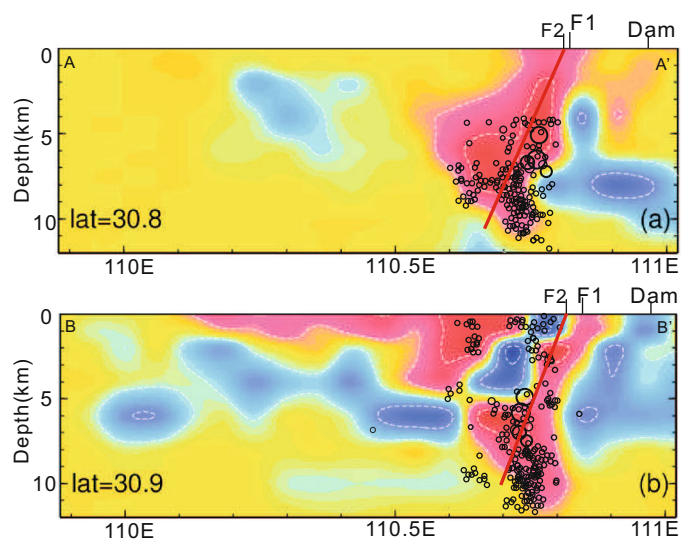 F2 F1 Dam
0 A A'
5
10
Depth(km)
lat=30.8 (a)
110E 110.5E 111E
F2 F1 Dam
0 B B'
5
10
Depth(km)
lat=30.9 (b)
110E 110.5E 111E